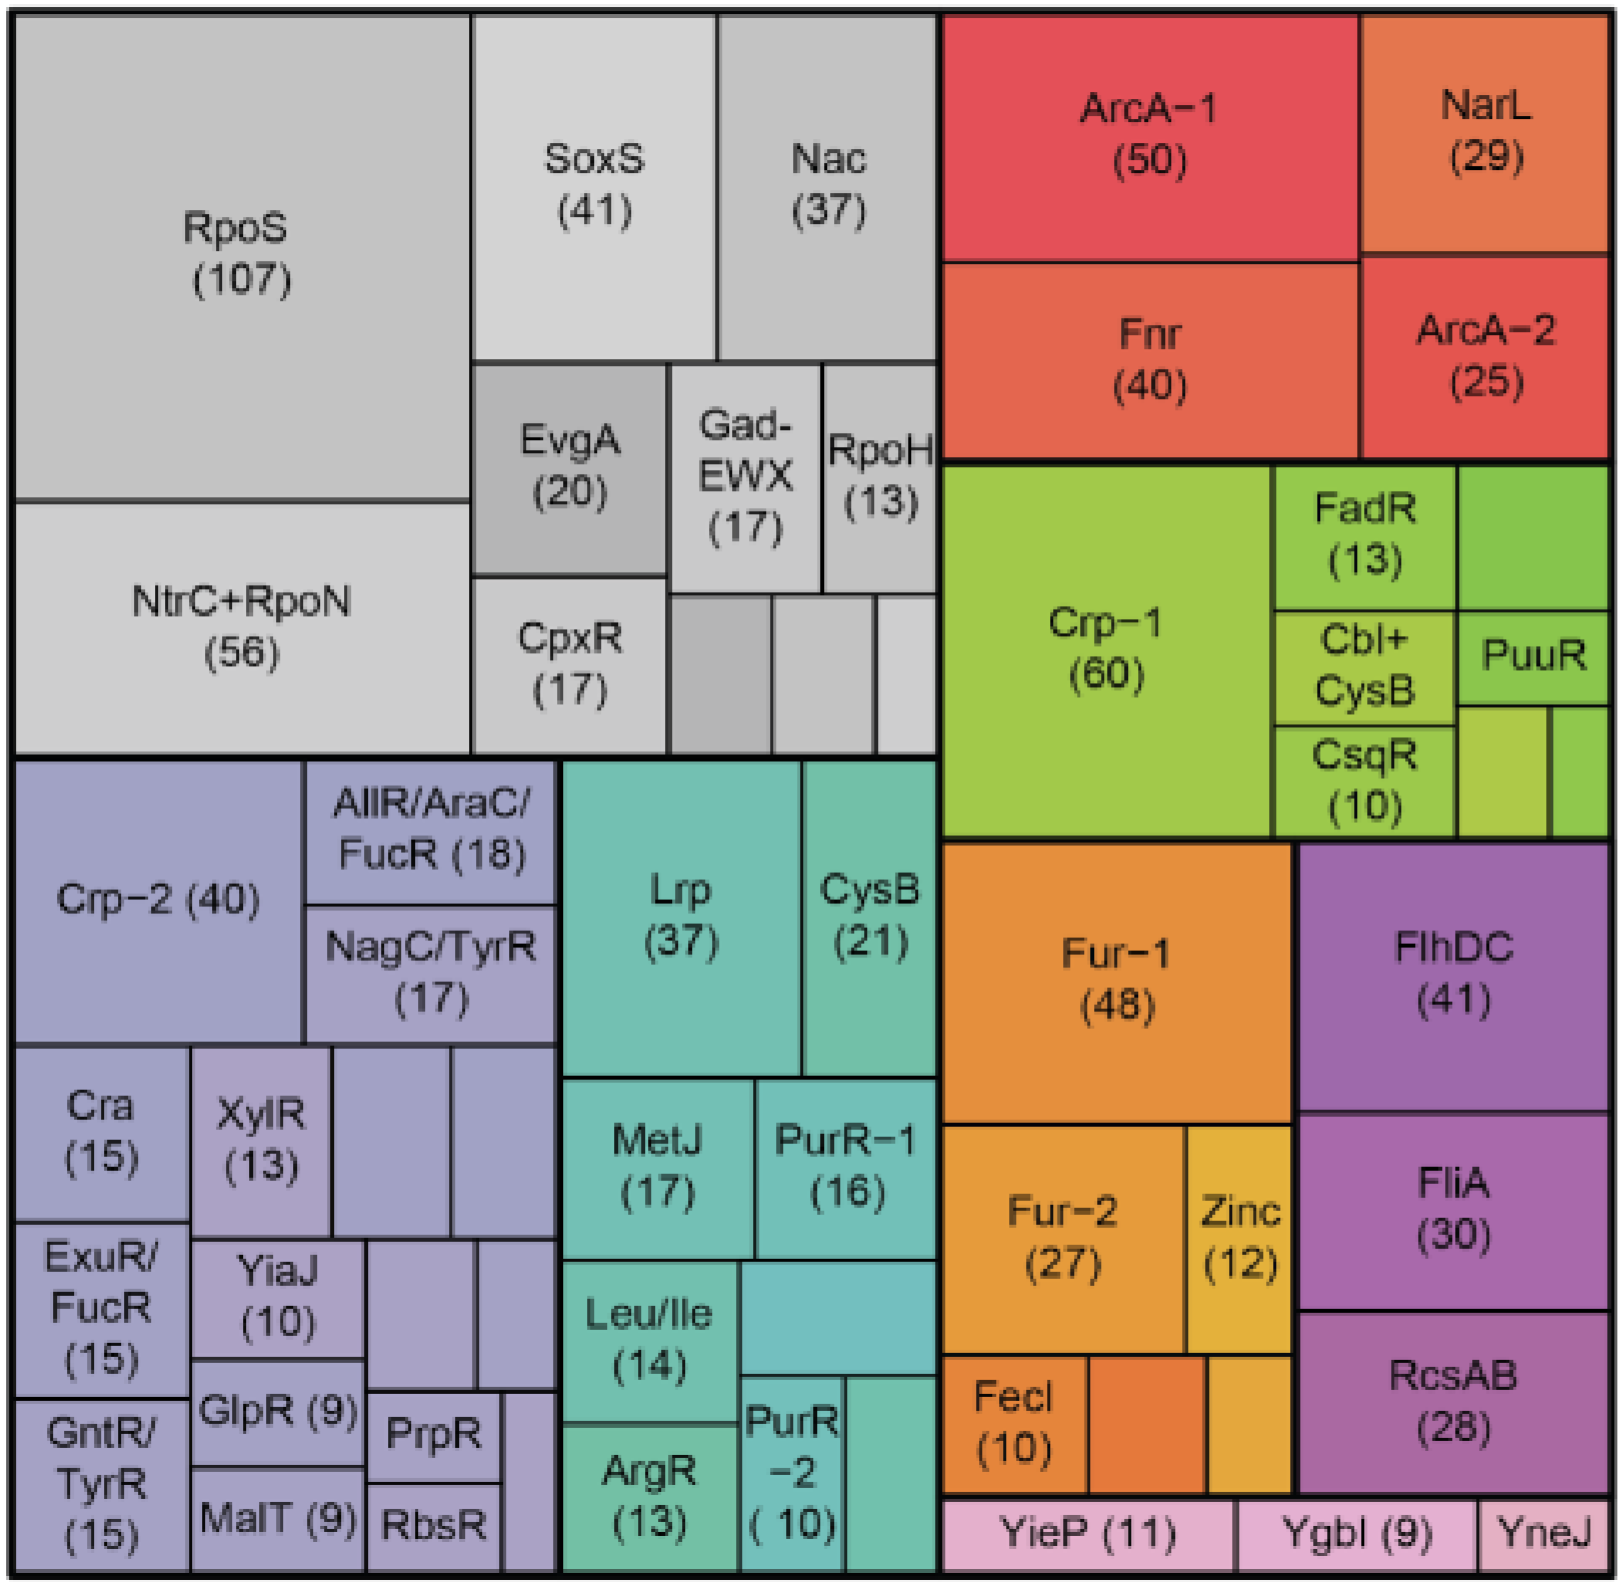 RpoS
(107)
SoxS
(41)
Nac
(37)
NtrC+RpoN
(56)
EvgA
(20)
Gad-
EWX
(17)
RpoH
(13)
CpxR
(17)
ArcA−1
(50)
NarL
(29)
Fnr
(40)
ArcA−2
(25)
Crp−1
(60)
FadR
(13)
Cbl+
CysB
PuuR
CsqR
(10)
Crp−2 (40)
AllR/AraC/
FucR (18)
NagC/TyrR
(17)
Cra
(15)
XylR
(13)
ExuR/
FucR
(15)
YiaJ
(10)
GlpR (9)
PrpR
GntR/
TyrR
(15)
MalT (9)
RbsR
Lrp
(37)
CysB
(21)
MetJ
(17)
PurR−1
(16)
Leu/Ile
(14)
ArgR
(13)
PurR
−2
( 10)
Fur−1
(48)
FlhDC
(41)
Fur−2
(27)
Zinc
(12)
FliA
(30)
FecI
(10)
RcsAB
(28)
YieP (11)
YgbI (9)
YneJ